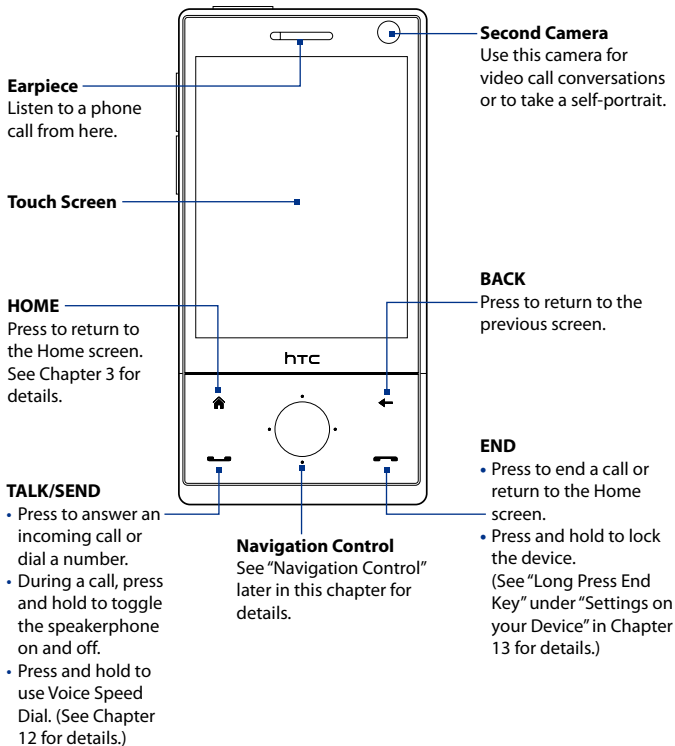 Second Camera
Use this camera for
video call conversations
or to take a self-portrait.
Earpiece
Listen to a phone
call from here.
Touch Screen
BACK
Press to return to the
previous screen.
HOME
Press to return to
the Home screen.
See Chapter 3 for
details.
hTC
END
• Press to end a call or
return to the Home
screen.
• Press and hold to lock
the device.
(See “Long Press End
Key” under “Settings on
your Device” in Chapter
13 for details.)
TALK/SEND
• Press to answer an
incoming call or
dial a number.
• During a call, press
and hold to toggle
the speakerphone
on and off.
• Press and hold to
use Voice Speed
Dial. (See Chapter
12 for details.)
Navigation Control
See “Navigation Control”
later in this chapter for
details.